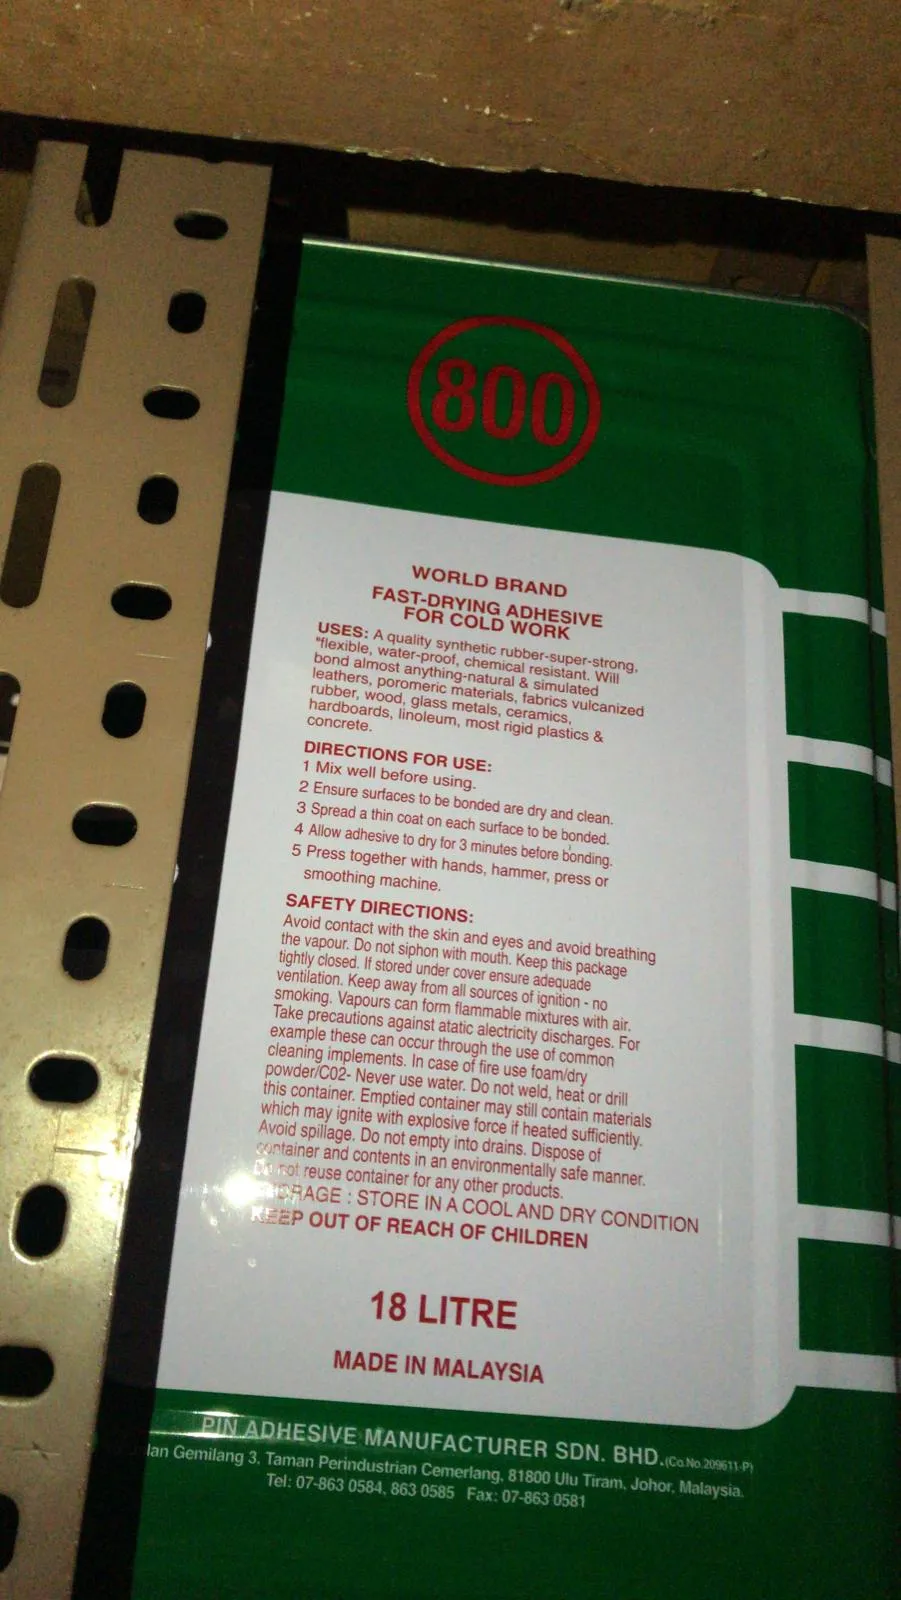 800
WORLD BRAND
FAST-DRYING ADHESIVE
FOR COLD WORK
USES: A quality synthetic rubber-super-strong,
"flexible, water-proof, chemical resistant. Will
bond almost anything-natural & simulated
leathers, poromeric materials, fabrics vulcanized
rubber, wood, glass metals, ceramics,
hardboards, linoleum, most rigid plastics &
concrete.
DIRECTIONS FOR USE:
1 Mix well before using.
2 Ensure surfaces to be bonded are dry and clean.
3 Spread a thin coat on each surface to be bonded.
4 Allow adhesive to dry for 3 minutes before bonding.
5 Press together with hands, hammer, press or
smoothing machine.
SAFETY DIRECTIONS:
Avoid contact with the skin and eyes and avoid breathing
the vapour. Do not siphon with mouth. Keep this package
tightly closed. If stored under cover ensure adequade
ventilation. Keep away from all sources of ignition - no
smoking. Vapours can form flammable mixtures with air.
Take precautions against atatic alectricity discharges. For
example these can occur through the use of common
cleaning implements. In case of fire use foam/dry
powder/C02- Never use water. Do not weld, heat or drill
this container. Emptied container may still contain materials
which may ignite with explosive force if heated sufficiently.
Avoid spillage. Do not empty into drains. Dispose of
container and contents in an environmentally safe manner.
Do not reuse container for any other products.
STORAGE : STORE IN A COOL AND DRY CONDITION
KEEP OUT OF REACH OF CHILDREN
18 LITRE
MADE IN MALAYSIA
PIN ADHESIVE MANUFACTURER SDN. BHD.(Co.No.209611-P)
Gemilang 3, Taman Perindustrian Cemerlang, 81800 Ulu Tiram, Johor, Malaysia.
Tel: 07-863 0584, 863 0585 Fax: 07-863 0581